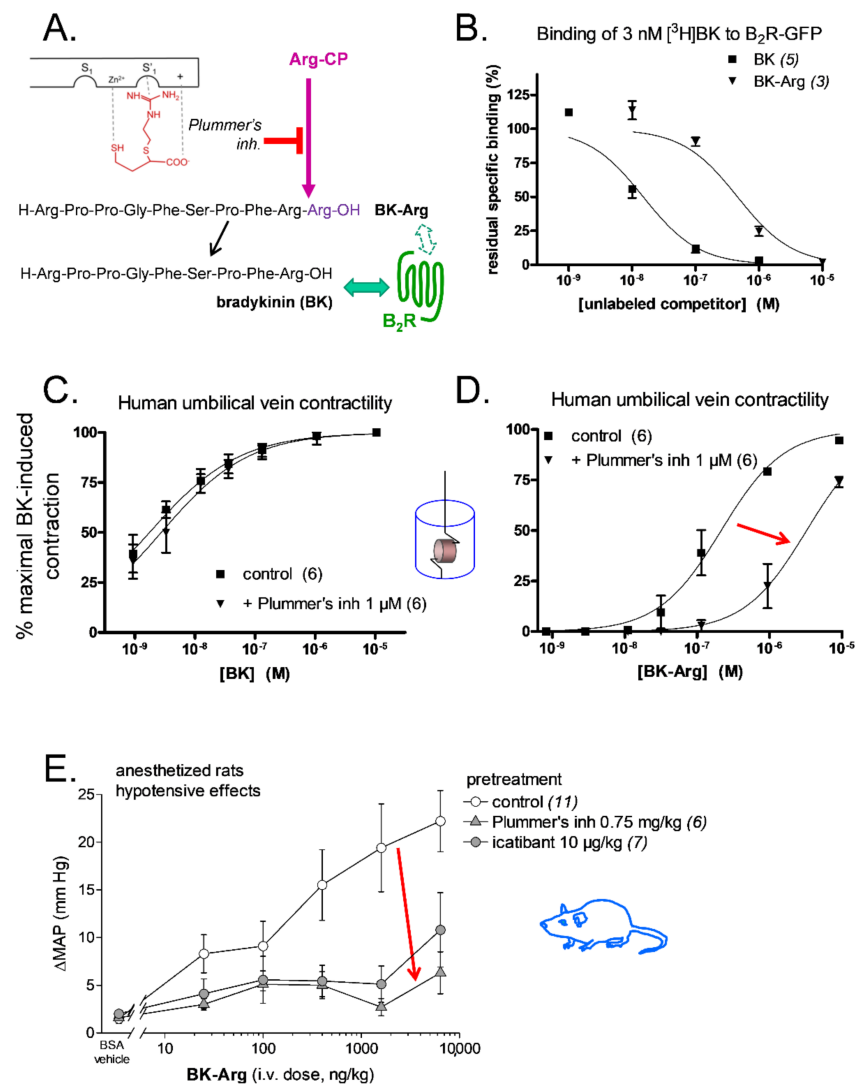 A.
Arg-CP
S1
Zn2+
S'1
+
NH
NH2
NH
Plummer's
inh.
SH
S
COO-
H-Arg-Pro-Pro-Gly-Phe-Ser-Pro-Phe-Arg-Arg-OH BK-Arg
H-Arg-Pro-Pro-Gly-Phe-Ser-Pro-Phe-Arg-OH
bradykinin (BK)
B2R
B.
Binding of 3 nM [3H]BK to B2R-GFP
BK (5)
BK-Arg (3)
residual specific binding (%)
125
100
75
50
25
0
10-9 10-8 10-7 10-6 10-5
[unlabeled competitor] (M)
C.
Human umbilical vein contractility
% maximal BK-induced
contraction
100
75
50
25
0
control (6)
+ Plummer's inh 1 µM (6)
10-9 10-8 10-7 10-6 10-5
[BK] (M)
D.
Human umbilical vein contractility
control (6)
+ Plummer's inh 1 µM (6)
100
75
50
25
0
10-9 10-8 10-7 10-6 10-5
[BK-Arg] (M)
E.
anesthetized rats
hypotensive effects
pretreatment
control (11)
Plummer's inh 0.75 mg/kg (6)
icatibant 10 µg/kg (7)
ΔMAP (mm Hg)
25
20
15
10
5
0
BSA
vehicle
10 100 1000 10,000
BK-Arg (i.v. dose, ng/kg)